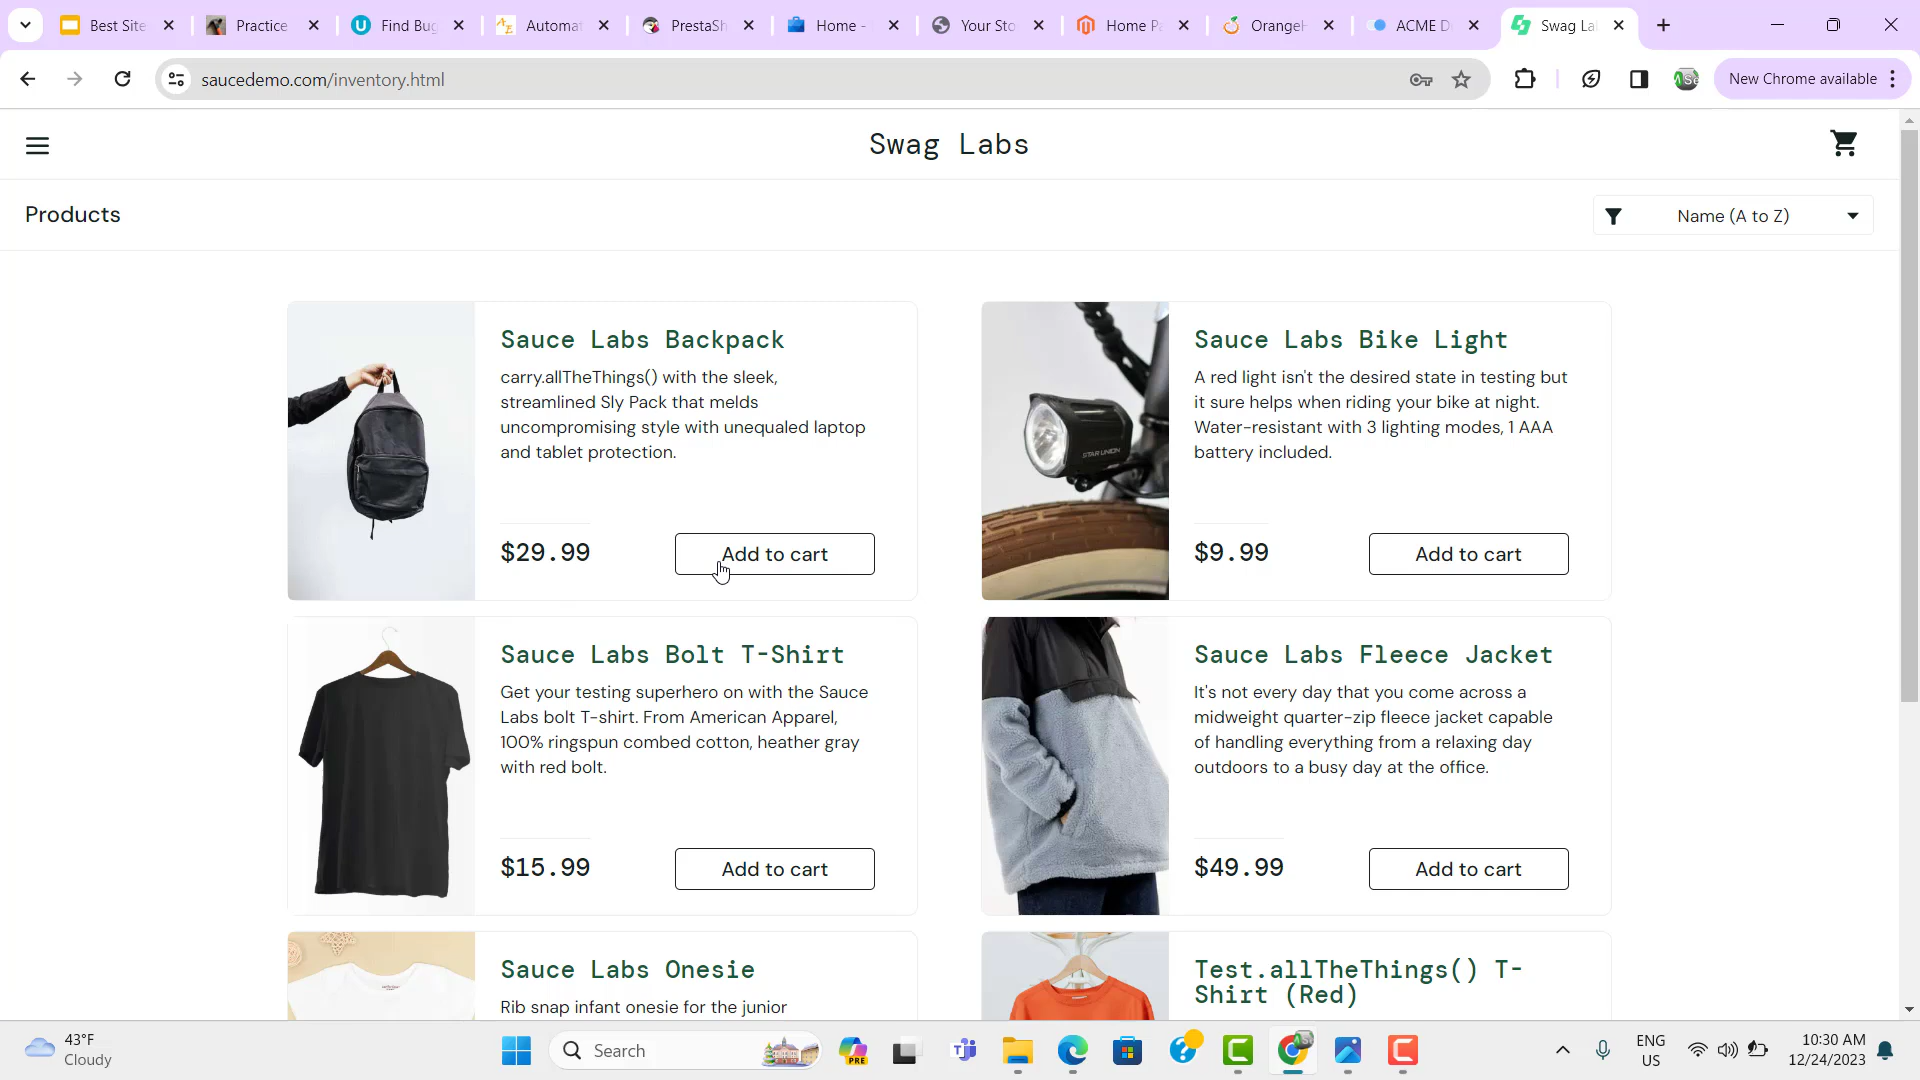 Best Site
Practice
Find Bug
Automat
PrestaSh
Home -
Your Sto
Home P
OrangeH
ACME D
Swag La
saucedemo.com/inventory.html
New Chrome available
Swag Labs
Products
Name (A to Z)
Sauce Labs Backpack
carry.allTheThings() with the sleek,
streamlined Sly Pack that melds
uncompromising style with unequaled laptop
and tablet protection.
$29.99
Add to cart
Sauce Labs Bike Light
A red light isn't the desired state in testing but
it sure helps when riding your bike at night.
Water-resistant with 3 lighting modes, 1 AAA
battery included.
$9.99
Add to cart
STAR UNION
Sauce Labs Bolt T-Shirt
Get your testing superhero on with the Sauce
Labs bolt T-shirt. From American Apparel,
100% ringspun combed cotton, heather gray
with red bolt.
$15.99
Add to cart
Sauce Labs Fleece Jacket
It's not every day that you come across a
midweight quarter-zip fleece jacket capable
of handling everything from a relaxing day
outdoors to a busy day at the office.
$49.99
Add to cart
Sauce Labs Onesie
Rib snap infant onesie for the junior
Test.allTheThings() T-
Shirt (Red)
43°F
Cloudy
Search
PRE
ENG
US
10:30 AM
12/24/2023